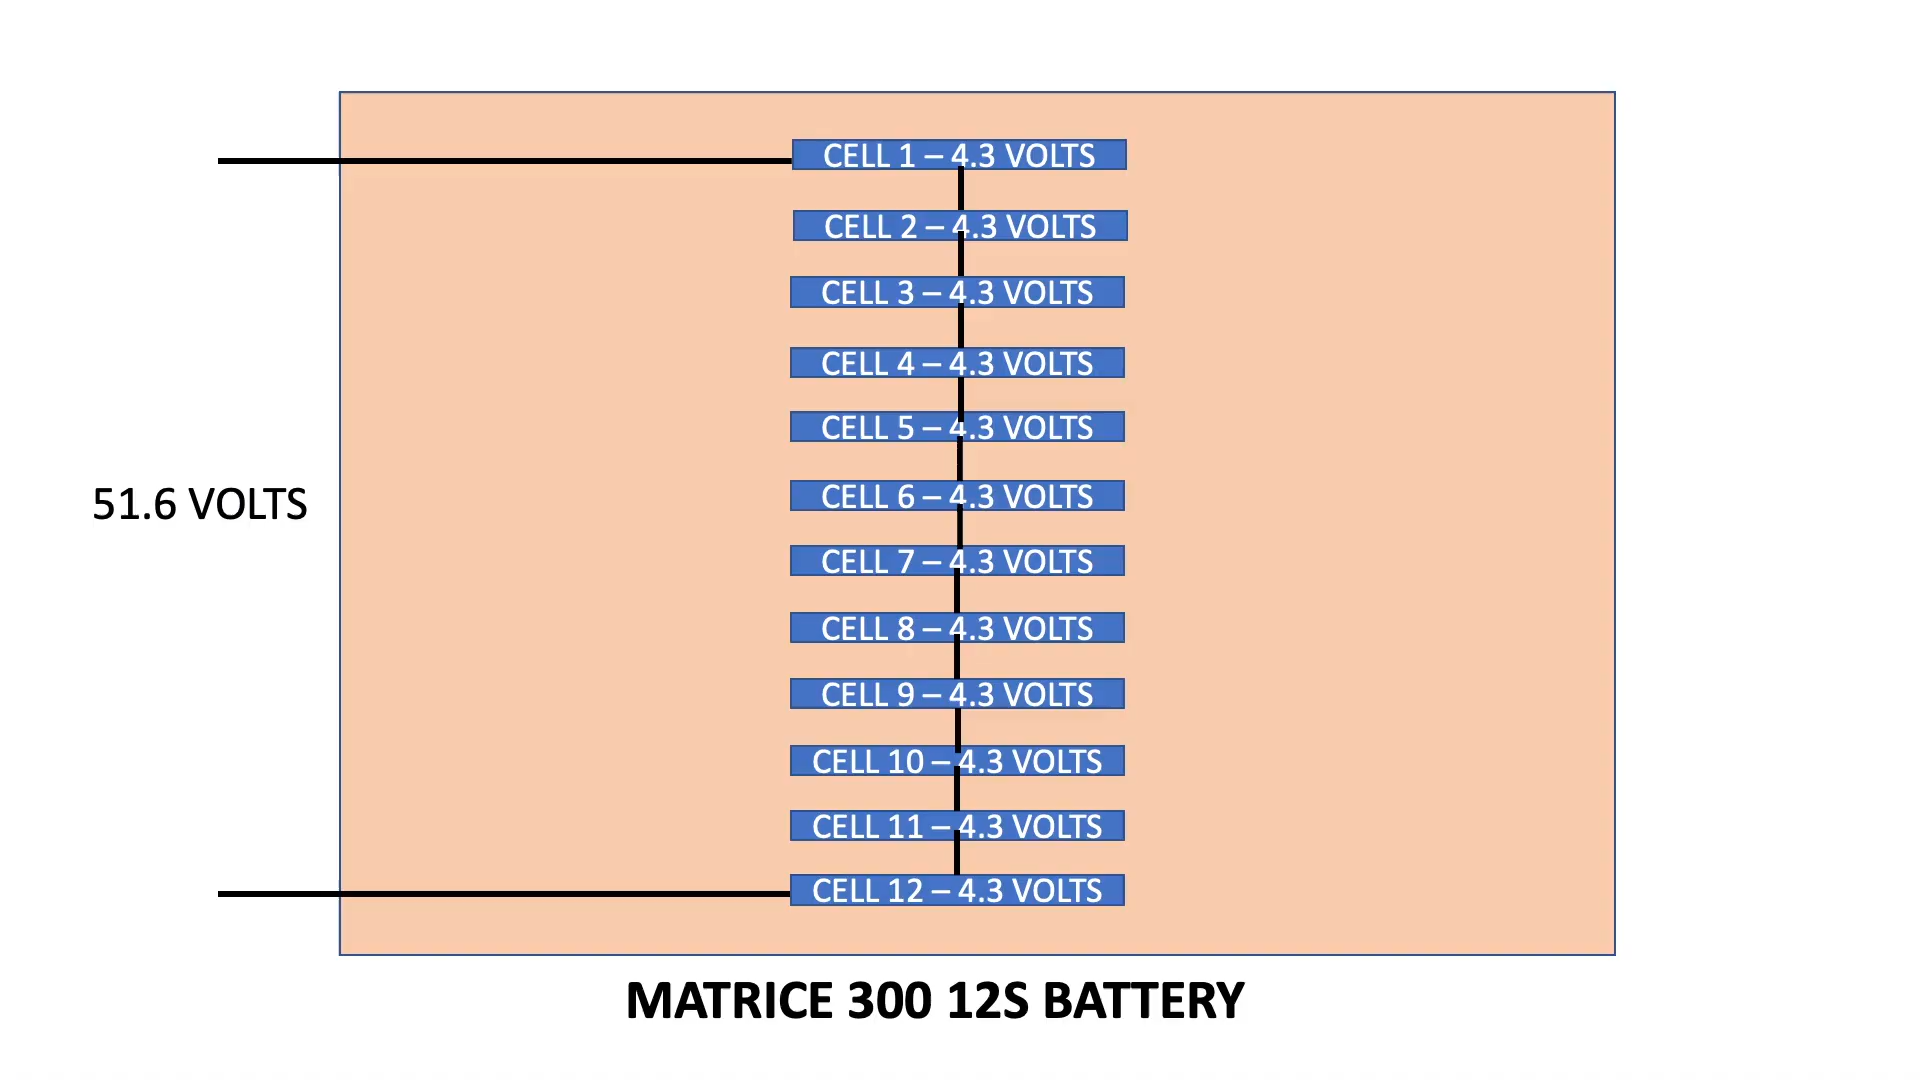 CELL 1 – 4.3 VOLTS
CELL 2 – 4.3 VOLTS
CELL 3 – 4.3 VOLTS
CELL 4 – 4.3 VOLTS
CELL 5 – 4.3 VOLTS
CELL 6 – 4.3 VOLTS
51.6 VOLTS
CELL 7 – 4.3 VOLTS
CELL 8 – 4.3 VOLTS
CELL 9 – 4.3 VOLTS
CELL 10 – 4.3 VOLTS
CELL 11 – 4.3 VOLTS
CELL 12 – 4.3 VOLTS
MATRICE 300 12S BATTERY